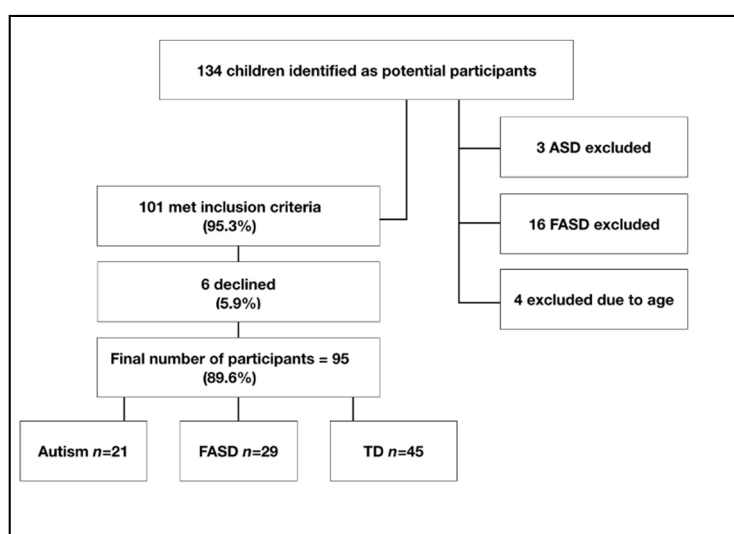 134 children identified as potential participants
3 ASD excluded
101 met inclusion criteria
(95.3%)
16 FASD excluded
6 declined
(5.9%)
4 excluded due to age
Final number of participants = 95
(89.6%)
Autism n=21
FASD n=29
TD n=45